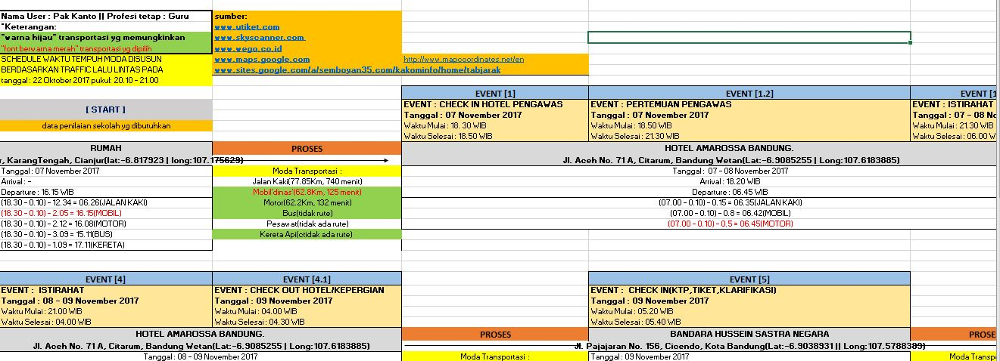 Nama User : Pak Kanto || Profesi tetap : Guru
"Keterangan:
"warna hijau" transportasi yg memungkinkan
"font berwarna merah" transportasi yg dipilih
SCHEDULE WAKTU TEMPUH MODA DISUSUN
BERDASARKAN TRAFFIC LALU LINTAS PADA
tanggal : 22 Oktober 2017 pukul: 20.10 - 21.00
sumber:
www.utiket.com
www.skyscanner.com
www.wego.co.id
www.maps.google.com
http://www.mapcoordinates.net/en
www.sites.google.com/a/semboyan35.com/kakominfo/home/tabjarak
[ START ]
data penilaian sekolah yg dibutuhkan
EVENT [1]
EVENT : CHECK IN HOTEL PENGAWAS
Tanggal : 07 November 2017
Waktu Mulai : 18. 30 WIB
Waktu Selesai : 18.50 WIB
EVENT [1.2]
EVENT : PERTEMUAN PENGAWAS
Tanggal : 07 November 2017
Waktu Mulai : 18.50 WIB
Waktu Selesai : 21.30 WIB
EVENT [1
EVENT : ISTIRAHAT
Tanggal : 07 - 08 No
Waktu Mulai : 21.30 WIB
Waktu Selesai : 06.00 W
RUMAH
r, KarangTengah, Cianjur(lat:-6.817923 | long:107.175629)
Tanggal : 07 November 2017
Arrival : -
Departure : 16.15 WIB
(18.30 - 0.10) - 12.34 = 06.26(JALAN KAKI)
(18.30 - 0.10) - 2.05 = 16.15(MOBIL)
(18.30 - 0.10) - 2.12 = 16.08(MOTOR)
(18.30 - 0.10) - 3.09 = 15.11(BUS)
(18.30 - 0.10) - 1.09 = 17.11(KERETA)
PROSES
Moda Transportasi :
Jalan Kaki(77.85Km, 740 menit)
Mobil'dinas'(62.8Km, 125 menit)
Motor(62.2Km, 132 menit)
Bus(tidak rute)
Pesawat(tidak ada rute)
Kereta Api(ctidak ada rute)
HOTEL AMAROSSA BANDUNG.
Jl. Aceh No. 71 A, Citarum, Bandung Wetan(Lat:-6.9085255 | Long:107.6183885)
Tanggal : 07 - 08 November 2017
Arrival : 18.20 WIB
Departure : 06.45 WIB
(07.00 - 0.10) - 0.15 = 06.35(JALAN KAKI)
(07.00 - 0.10) - 0.8 = 06.42(MOBIL)
(07.00 - 0.10) - 0.5 = 06.45(MOTOR)
EVENT [4]
EVENT : ISTIRAHAT
Tanggal : 08 - 09 November 2017
Waktu Mulai : 21.00 WIB
Waktu Selesai : 04.00 WIB
EVENT [4.1]
EVENT : CHECK OUT HOTEL/KEPERGIAN
Tanggal : 09 November 2017
Waktu Mulai : 04.00 WIB
Waktu Selesai : 04.30 WIB
EVENT [5]
EVENT : CHECK IN(KTP,TIKET,KLARIFIKASI)
Tanggal : 09 November 2017
Waktu Mulai : 05.20 WIB
Waktu Selesai : 05.40 WIB
HOTEL AMAROSSA BANDUNG.
Jl. Aceh No. 71 A, Citarum, Bandung Wetan(Lat:-6.9085255 | Long:107.6183885)
Tanggal : 08 - 09 November 2017
PROSES
Moda Transportasi :
BANDARA HUSSEIN SASTRA NEGARA
Jl. Pajajaran No. 156, Cicendo, Kota Bandung(Lat:-6.9038931 || Long:107.5788389)
Tanggal : 09 November 2017
PROSE
Moda Transp